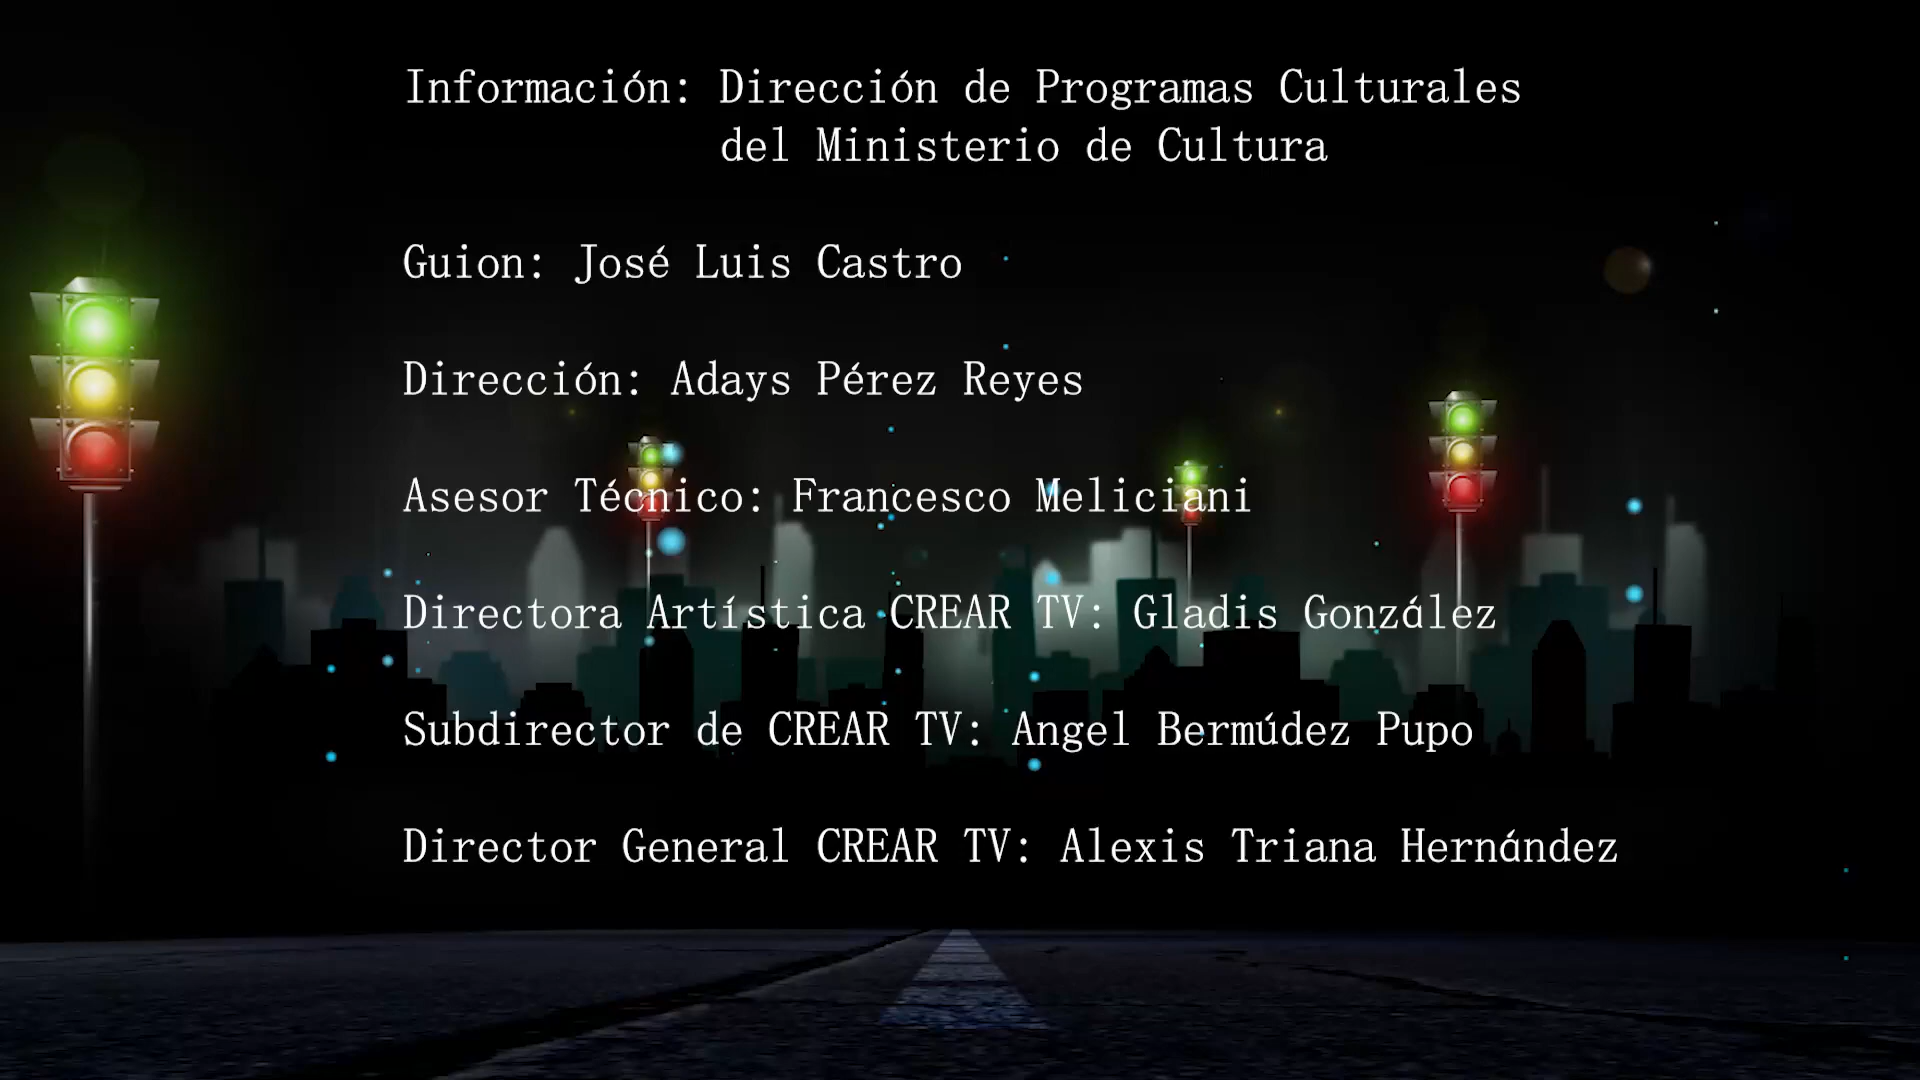 Información: Dirección de Programas Culturales
del Ministerio de Cultura
Guion: José Luis Castro
Dirección: Adays Pérez Reyes
Asesor Técnico: Francesco Meliciani
Directora Artística CREAR TV: Gladis González
Subdirector de CREAR TV: Angel Bermúdez Pupo
Director General CREAR TV: Alexis Triana Hernández